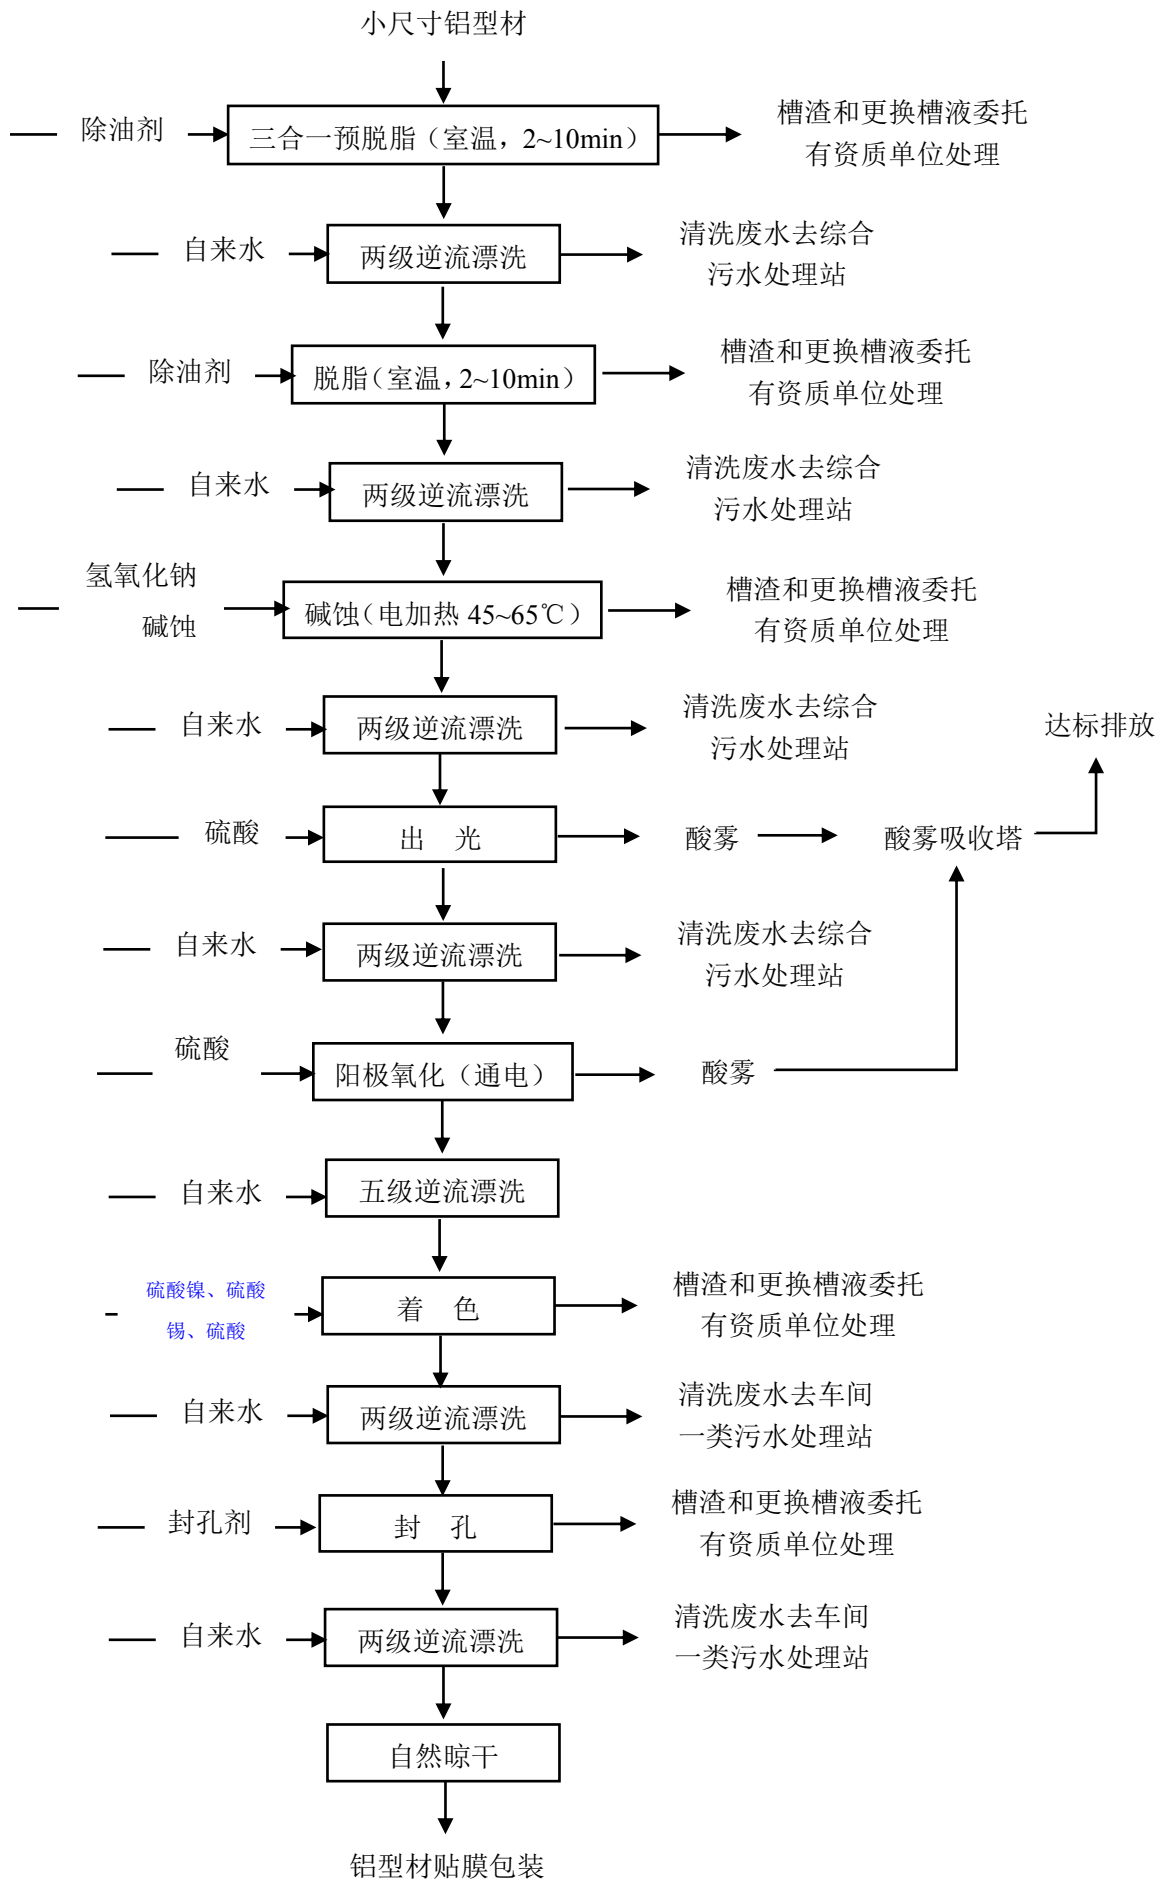 小尺寸铝型材
除油剂
三合一预脱脂（室温，2~10min）
槽渣和更换槽液委托
有资质单位处理
自来水
两级逆流漂洗
清洗废水去综合
污水处理站
除油剂
脱脂（室温，2~10min）
槽渣和更换槽液委托
有资质单位处理
自来水
两级逆流漂洗
清洗废水去综合
污水处理站
氢氧化钠
碱蚀
碱蚀（电加热 45~65℃）
槽渣和更换槽液委托
有资质单位处理
自来水
两级逆流漂洗
清洗废水去综合
污水处理站
达标排放
硫酸
出 光
酸雾
酸雾吸收塔
自来水
两级逆流漂洗
清洗废水去综合
污水处理站
硫酸
阳极氧化（通电）
酸雾
自来水
五级逆流漂洗
硫酸镍、硫酸
锡、硫酸
着 色
槽渣和更换槽液委托
有资质单位处理
自来水
两级逆流漂洗
清洗废水去车间
一类污水处理站
封孔剂
封 孔
槽渣和更换槽液委托
有资质单位处理
自来水
两级逆流漂洗
清洗废水去车间
一类污水处理站
自然晾干
铝型材贴膜包装